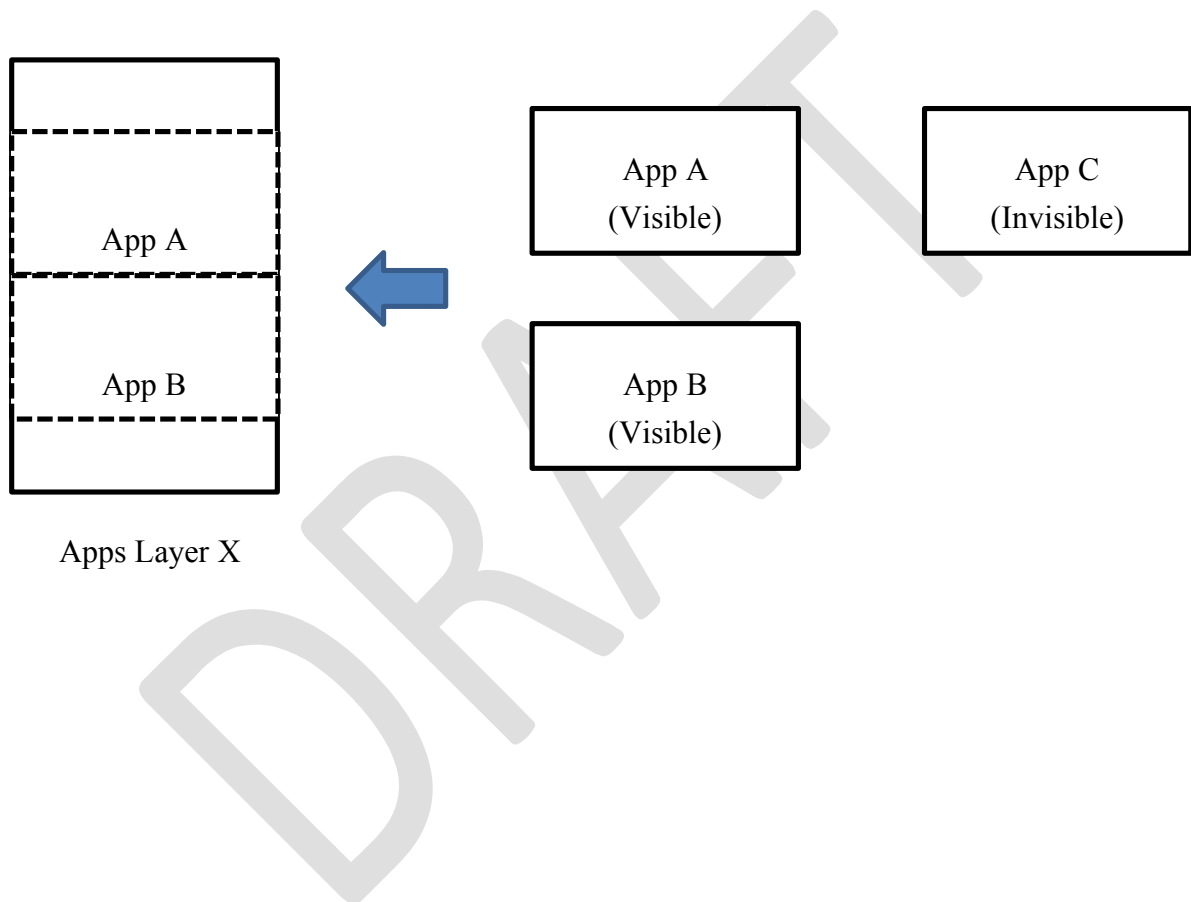 App A
(Visible)
App C
(Invisible)
App A
App B
App B
(Visible)
Apps Layer X
DRAFT